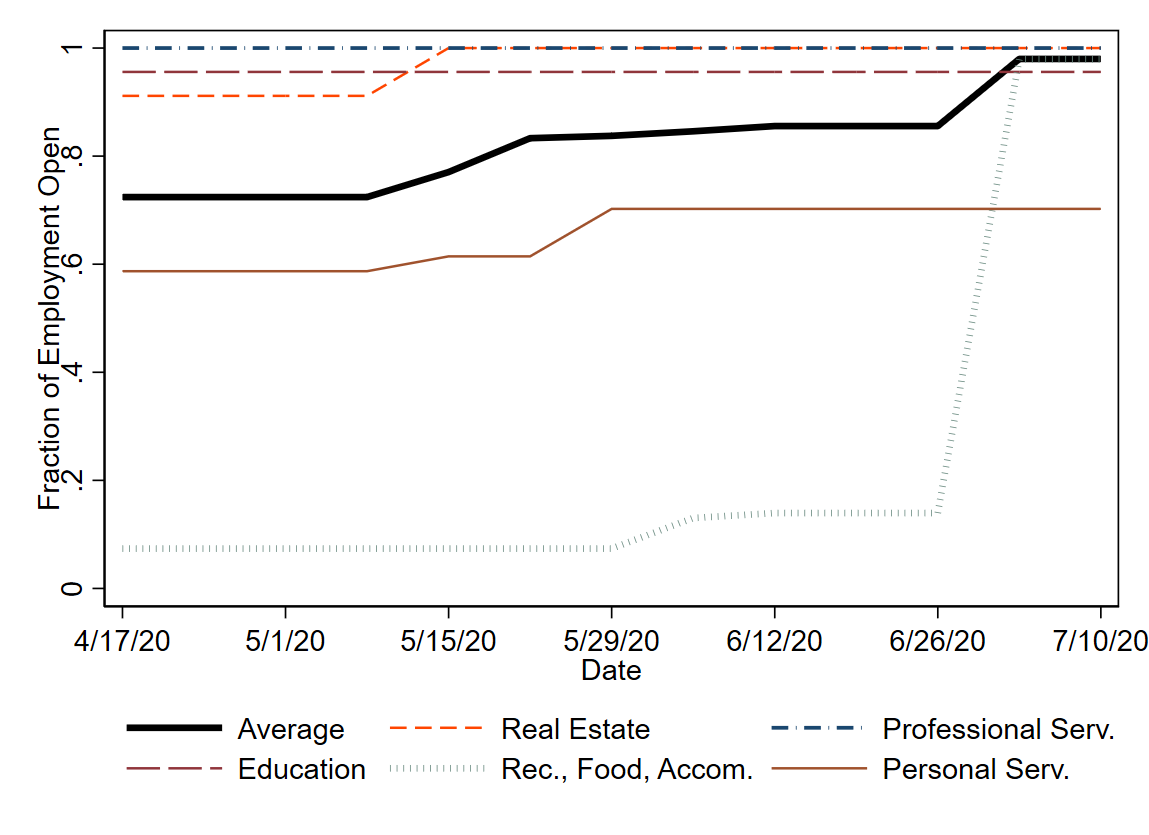 Fraction of Employment Open
1
.8
.6
.4
.2
0
4/17/20 5/1/20 5/15/20 5/29/20 6/12/20 6/26/20 7/10/20
Date
Average Real Estate Professional Serv.
Education Rec., Food, Accom. Personal Serv.